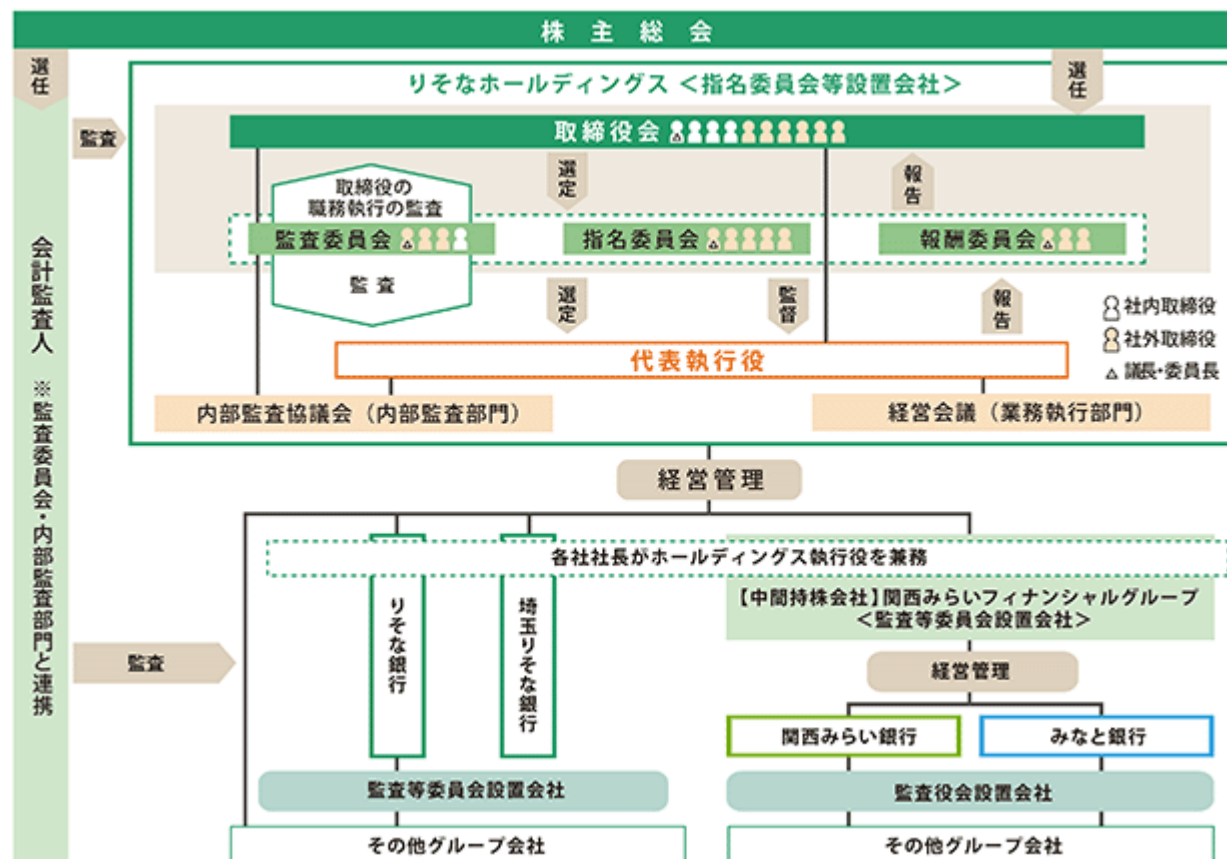 株主総会
選任
選任
りそなホールディングス <指名委員会等設置会社>
監査
取締役会
選定
報告
取締役の
職務執行の監査
監査委員会
指名委員会
報酬委員会
監査
選定
監督
報告
社内取締役
社外取締役
議長・委員長
代表執行役
内部監査協議会（内部監査部門）
経営会議（業務執行部門）
会計監査人 ※監査委員会・内部監査部門と連携
経営管理
各社社長がホールディングス執行役を兼務
りそな銀行
埼玉りそな銀行
【中間持株会社】関西みらいフィナンシャルグループ
<監査等委員会設置会社>
監査
経営管理
関西みらい銀行
みなと銀行
監査等委員会設置会社
監査役会設置会社
その他グループ会社
その他グループ会社